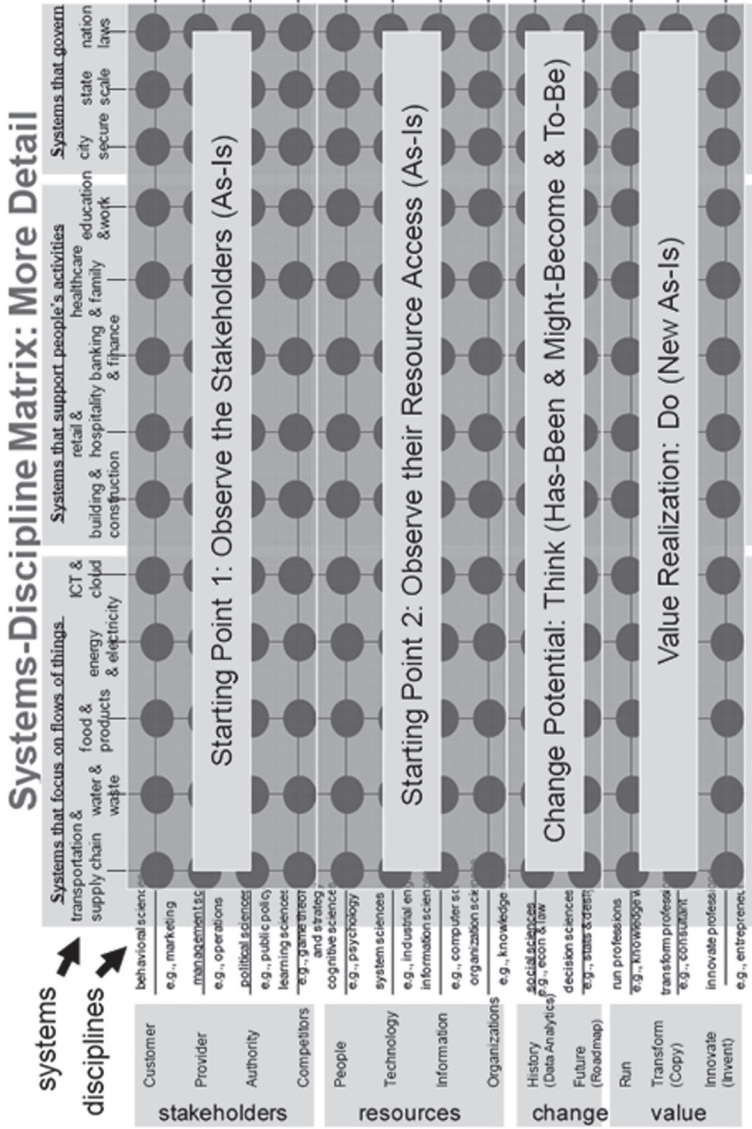 Systems-Discipline Matrix: More Detail
systems
disciplines
Systems that focus on flows of things
transportation &
supply chain
water &
waste
food &
products
energy
& electricity
ICT &
cloud
Systems that support people's activities
building &
construction
retail &
hospitality
banking
& finance
healthcare
& family
education
&work
Systems that govern
city
secure
state
scale
nation
laws
stakeholders
Customer
behavioral scienc
e.g., marketing
Provider
management sc
e.g., operations
Authority
political sciences
e.g., public policy
Competitors
learning sciences
e.g., game theor
and strategy
resources
People
cognitive science
e.g., psychology
Technology
system sciences
e.g., industrial en
Information
information scienc
e.g., computer sc
Organizations
organization scie
e.g., knowledge
change
History
(Data Analytics)
social sciences
e.g., econ & law
Future
(Roadmap)
decision sciences
e.g., stats & desi
value
Run
run professions
e.g., knowledge w
Transform
(Copy)
transform profess
e.g., consultant
Innovate
(Invent)
innovate professi
e.g., entrepreneu
Starting Point 1: Observe the Stakeholders (As-Is)
Starting Point 2: Observe their Resource Access (As-Is)
Change Potential: Think (Has-Been & Might-Become & To-Be)
Value Realization: Do (New As-Is)